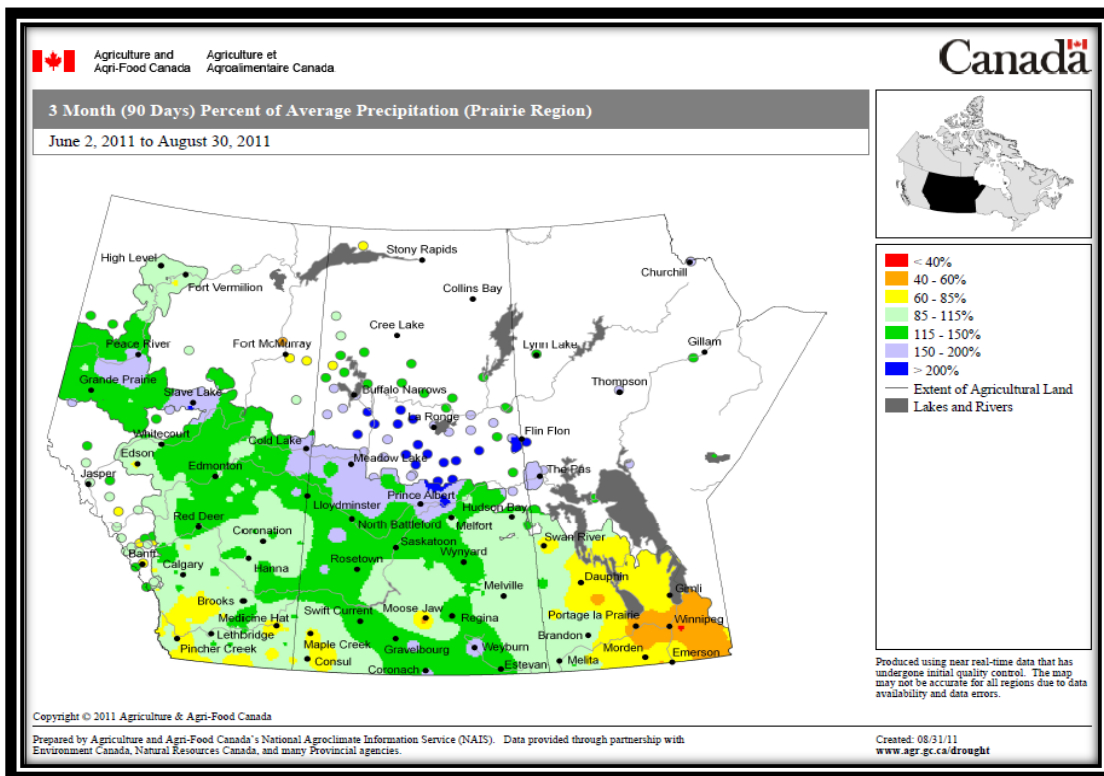 Agriculture and Agriculture et
Agri-Food Canada Agroalimentaire Canada
Canada
3 Month (90 Days) Percent of Average Precipitation (Prairie Region)
June 2, 2011 to August 30, 2011
< 40%
40 - 60%
60 - 85%
85 - 115%
115 - 150%
150 - 200%
> 200%
Extent of Agricultural Land
Lakes and Rivers
Stony Rapids
High Level
Churchill
Fort Vermilion
Collins Bay
Cree Lake
Peace River
Fort McMurray
Lynn Lake
Gillam
Grande Prairie
Thompson
Slave Lake
Buffalo Narrows
La Ronge
Flin Flon
Whitecourt
Cold Lake
Edson
Meadow Lake
Edmonton
The Pas
Jasper
Lloydminster
Prince Albert
Hudson Bay
Red Deer
North Battleford
Melfort
Coronation
Saskatoon
Swan River
Banff
Calgary
Hanna
Rosetown
Wynyard
Dauphin
Melville
Gimli
Brooks
Swift Current
Moose Jaw
Regina
Portage la Prairie
Winnipeg
Medicine Hat
Lethbridge
Maple Creek
Gravelbourg
Weyburn
Brandon
Morden
Emerson
Pincher Creek
Consul
Coronach
Estevan
Melita
Produced using near real-time data that has
undergone initial quality control. The map
may not be accurate for all regions due to data
availability and data errors.
Copyright © 2011 Agriculture & Agri-Food Canada
Prepared by Agriculture and Agri-Food Canada's National Agroclimate Information Service (NAIS). Data provided through partnership with
Environment Canada, Natural Resources Canada, and many Provincial agencies.
Created: 08/31/11
www.agr.gc.ca/drought